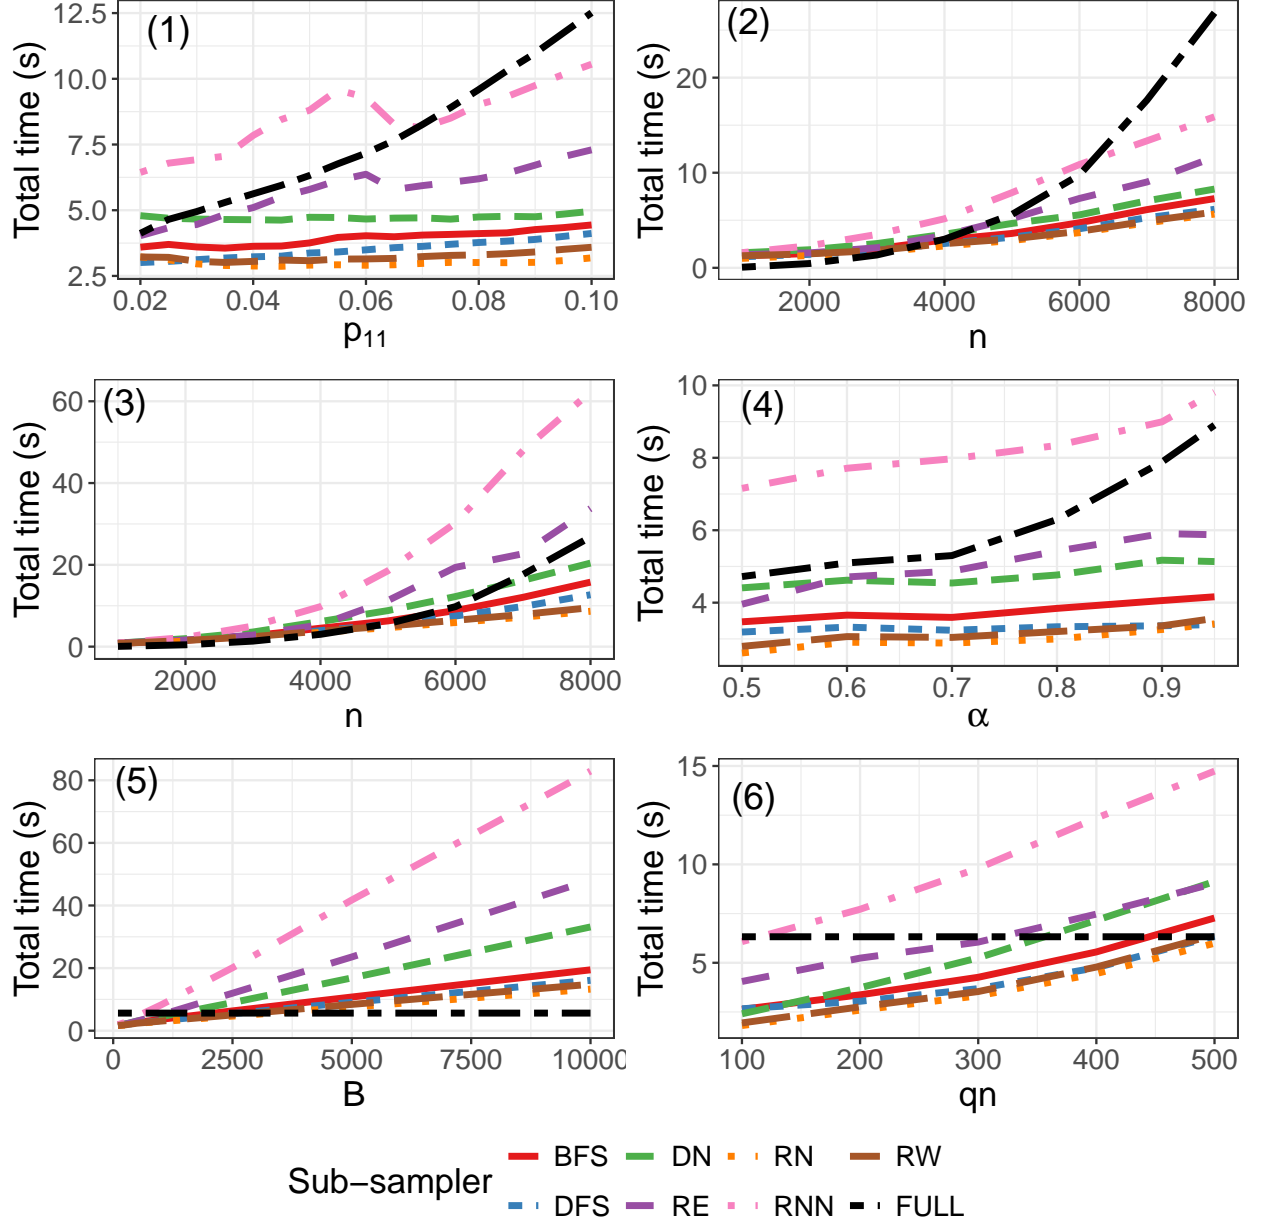 (1)
Total time (s)
12.5
10.0
7.5
5.0
2.5
0.02 0.04 0.06 0.08 0.10
p11
(2)
Total time (s)
20
10
0
2000 4000 6000 8000
n
(3)
Total time (s)
60
40
20
0
2000 4000 6000 8000
n
(4)
Total time (s)
10
8
6
4
0.5 0.6 0.7 0.8 0.9
α
(5)
Total time (s)
80
60
40
20
0
0 2500 5000 7500 10000
B
(6)
Total time (s)
15
10
5
100 200 300 400 500
qn
Sub−sampler
BFS DN RN RW
DFS RE RNN FULL